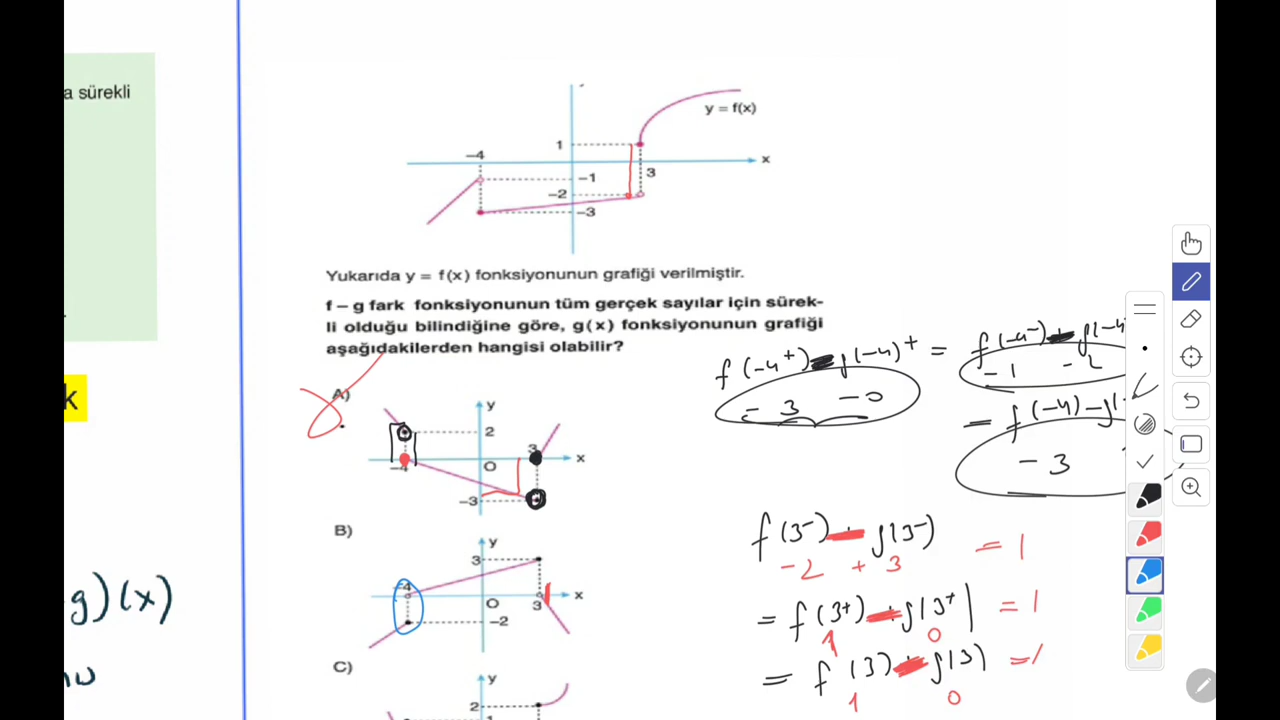 a sürekli
y = f(x)
1
-4
x
3
-1
-2
-3
Yukarıda y = f(x) fonksiyonunun grafiği verilmiştir.
f – g fark fonksiyonunun tüm gerçek sayılar için sürek-
li olduğu bilindiğine göre, g(x) fonksiyonunun grafiği
aşağıdakilerden hangisi olabilir?
f(-4+) - g(-4)+ = f(-4-) - g(-4
- 3 - 0
- 1 - 2
= f(-4) - g(
- 3
k
A)
y
2
3
O
x
-4
-3
B)
y
3
-4
O
3
x
-2
g)(x)
f(3-) - g(3-) = 1
-2 + 3
= f(3+) - g(3+) = 1
1 0
= f(3) - g(3) = 1
1 0
C)
y
2